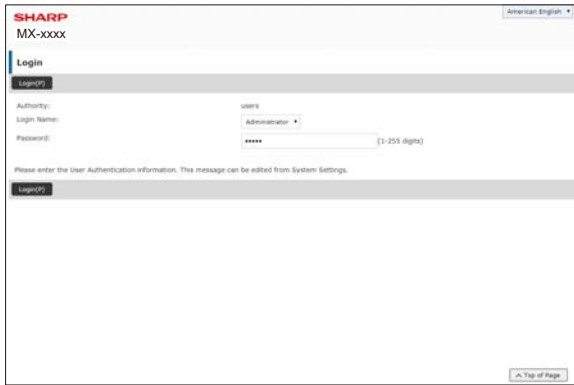 American English
SHARP
MX-xxxx
Login
Login(P)
Authority: users
Login Name: Administrator
Password: ***** (1-255 digits)
Please enter the User Authentication information. This message can be edited from System Settings.
Login(P)
Top of Page